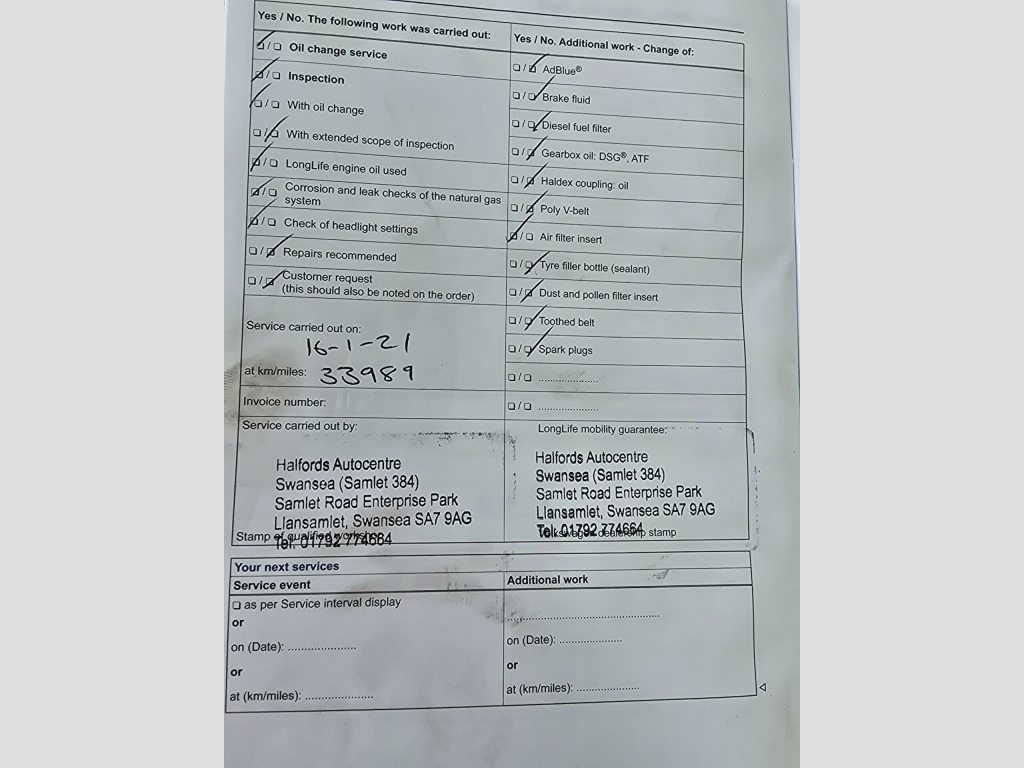 Yes / No. The following work was carried out:
☑ / ☐ Oil change service
☑ / ☐ Inspection
☑ / ☐ With oil change
☐ / ☑ With extended scope of inspection
☑ / ☐ LongLife engine oil used
☑ / ☐ Corrosion and leak checks of the natural gas
system
☑ / ☐ Check of headlight settings
☐ / ☑ Repairs recommended
☐ / ☑ Customer request
(this should also be noted on the order)
Service carried out on:
16-1-21
at km/miles: 33989
Invoice number:
Service carried out by:
Halfords Autocentre
Swansea (Samlet 384)
Samlet Road Enterprise Park
Llansamlet, Swansea SA7 9AG
Tel: 01792 774664
Stamp of qualified workshop
Yes / No. Additional work - Change of:
☐ / ☑ AdBlue®
☐ / ☑ Brake fluid
☐ / ☑ Diesel fuel filter
☐ / ☑ Gearbox oil: DSG®, ATF
☐ / ☑ Haldex coupling: oil
☐ / ☑ Poly V-belt
☑ / ☐ Air filter insert
☐ / ☑ Tyre filler bottle (sealant)
☐ / ☑ Dust and pollen filter insert
☐ / ☑ Toothed belt
☐ / ☑ Spark plugs
☐ / ☐ ......................
☐ / ☐ ......................
LongLife mobility guarantee:
Halfords Autocentre
Swansea (Samlet 384)
Samlet Road Enterprise Park
Llansamlet, Swansea SA7 9AG
Tel: 01792 774664
Volkswagen dealership stamp
Your next services
Service event
☐ as per Service interval display
or
on (Date): ......................
or
at (km/miles): ......................
Additional work
......................................................
on (Date): ......................
or
at (km/miles): ......................